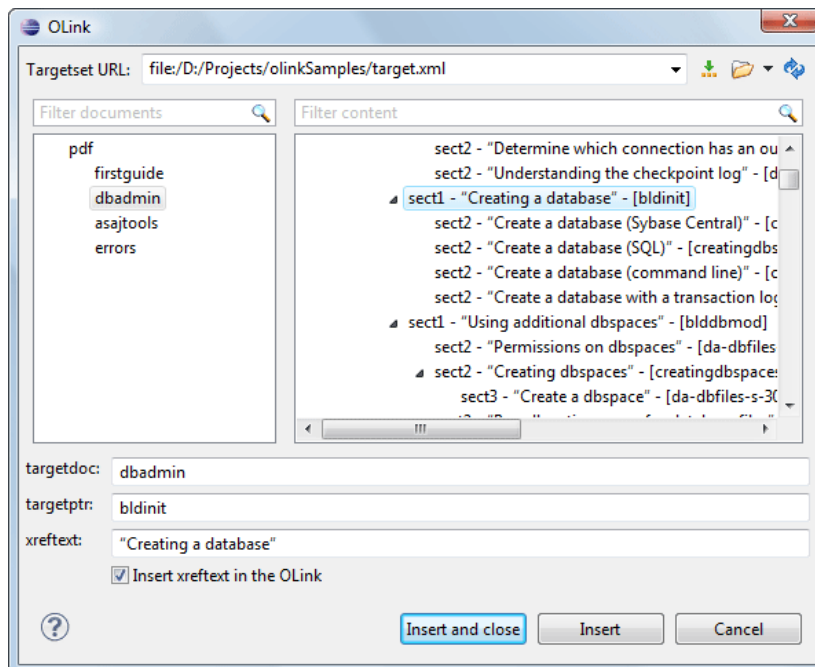 OLink
Targetset URL: file:/D:/Projects/olinkSamples/target.xml
Filter documents
Filter content
pdf
firstguide
dbadmin
asajtools
errors
sect2 - "Determine which connection has an ou
sect2 - "Understanding the checkpoint log" - [d
sect1 - "Creating a database" - [bldinit]
sect2 - "Create a database (Sybase Central)" - [c
sect2 - "Create a database (SQL)" - [creatingdbs
sect2 - "Create a database (command line)" - [c
sect2 - "Create a database with a transaction log
sect1 - "Using additional dbspaces" - [blddbmod]
sect2 - "Permissions on dbspaces" - [da-dbfiles
sect2 - "Creating dbspaces" - [creatingdbspaces
sect3 - "Create a dbspace" - [da-dbfiles-s-30
targetdoc: dbadmin
targetptr: bldinit
xreftext: "Creating a database"
Insert xreftext in the OLink
? Insert and close Insert Cancel